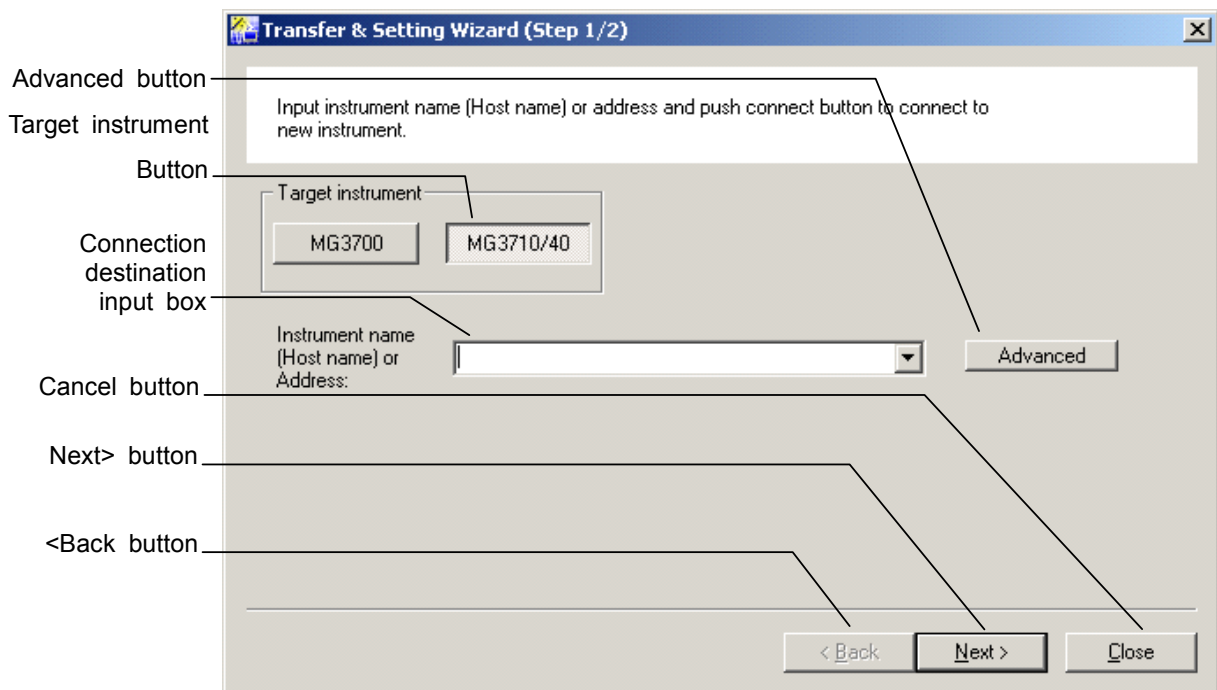 Transfer & Setting Wizard (Step 1/2)
Advanced button
Input instrument name (Host name) or address and push connect button to connect to
new instrument.
Target instrument
Button
Target instrument
MG3700
MG3710/40
Connection
destination
input box
Instrument name
(Host name) or
Address:
Advanced
Cancel button
Next> button
<Back button
< Back
Next >
Close